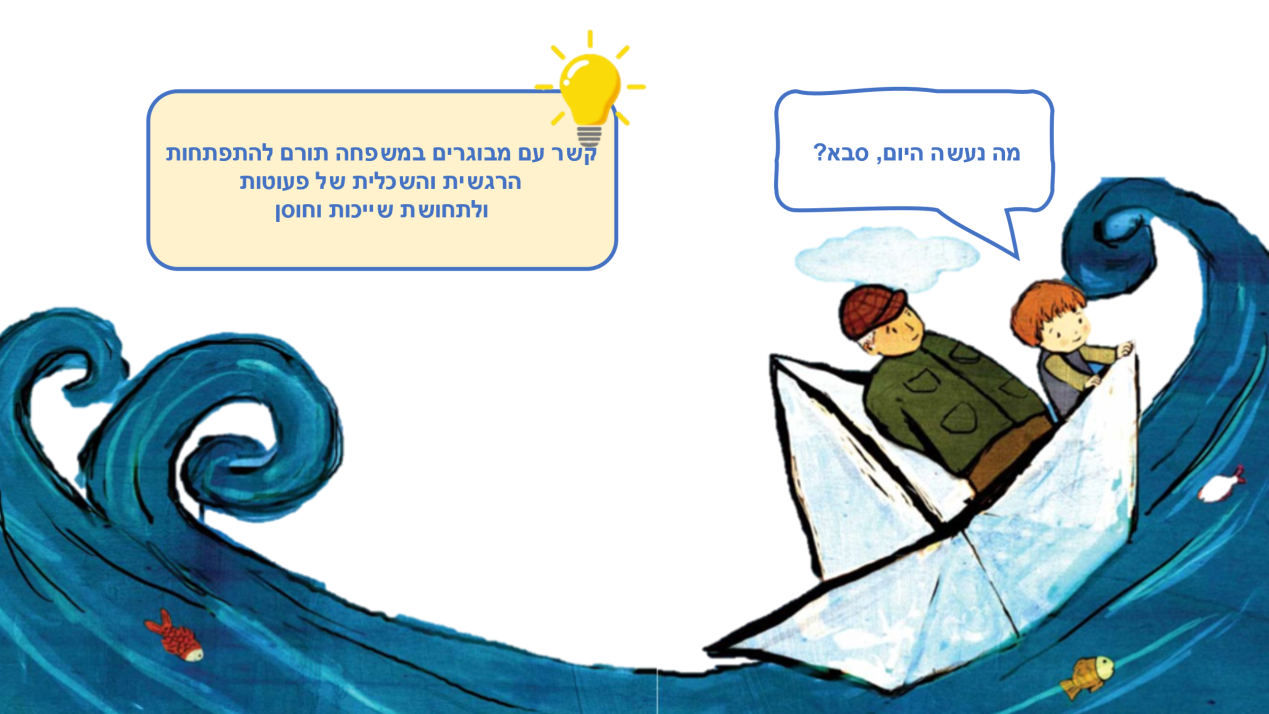 מה נעשה היום, סבא?
קשר עם מבוגרים במשפחה תורם להתפתחות
הרגשית והשכלית של פעוטות
ולתחושת שייכות וחוסן